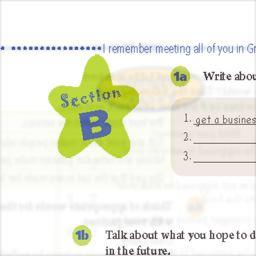 I remember meeting all of you in Gr
Section
B
1a Write abou
1. get a busines
2.
3.
1b Talk about what you hope to d
in the future.